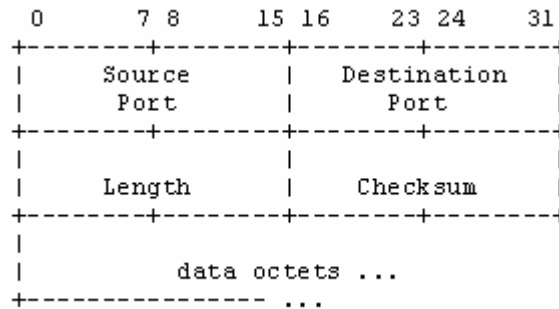 0 7 8 15 16 23 24 31
+--------+--------+--------+--------+
| Source | Destination |
| Port | Port |
+--------+--------+--------+--------+
| | |
| Length | Checksum |
+--------+--------+--------+--------+
|
| data octets ...
+---------------- ...